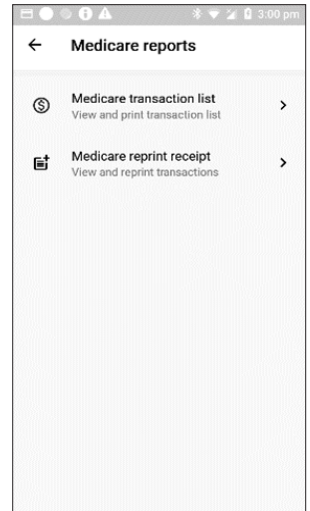 3:00 pm
Medicare reports
Medicare transaction list
View and print transaction list
Medicare reprint receipt
View and reprint transactions